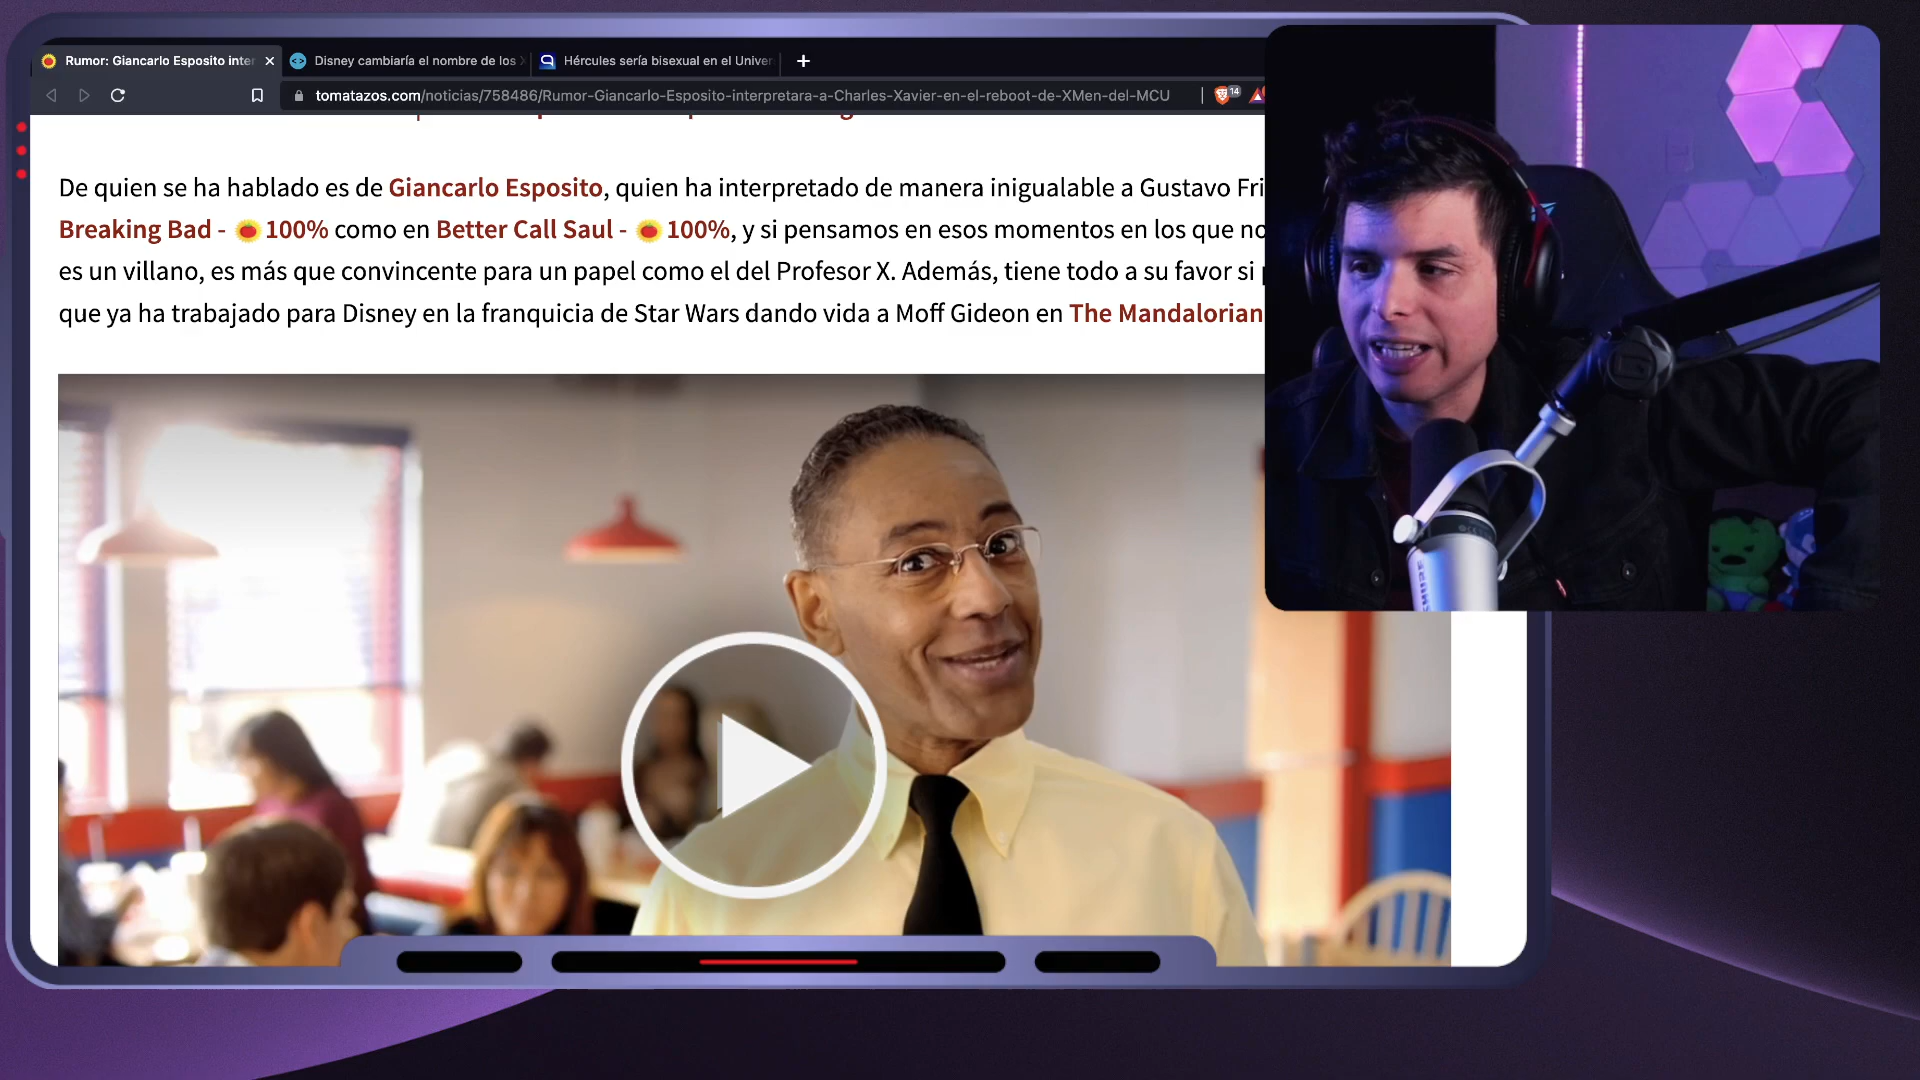 Rumor: Giancarlo Esposito inter
Disney cambiaría el nombre de los X
Hércules sería bisexual en el Univer
tomatazos.com/noticias/758486/Rumor-Giancarlo-Esposito-interpretara-a-Charles-Xavier-en-el-reboot-de-XMen-del-MCU
14
De quien se ha hablado es de Giancarlo Esposito, quien ha interpretado de manera inigualable a Gustavo Fri
Breaking Bad - 100% como en Better Call Saul - 100%, y si pensamos en esos momentos en los que no
es un villano, es más que convincente para un papel como el del Profesor X. Además, tiene todo a su favor si
que ya ha trabajado para Disney en la franquicia de Star Wars dando vida a Moff Gideon en The Mandalorian